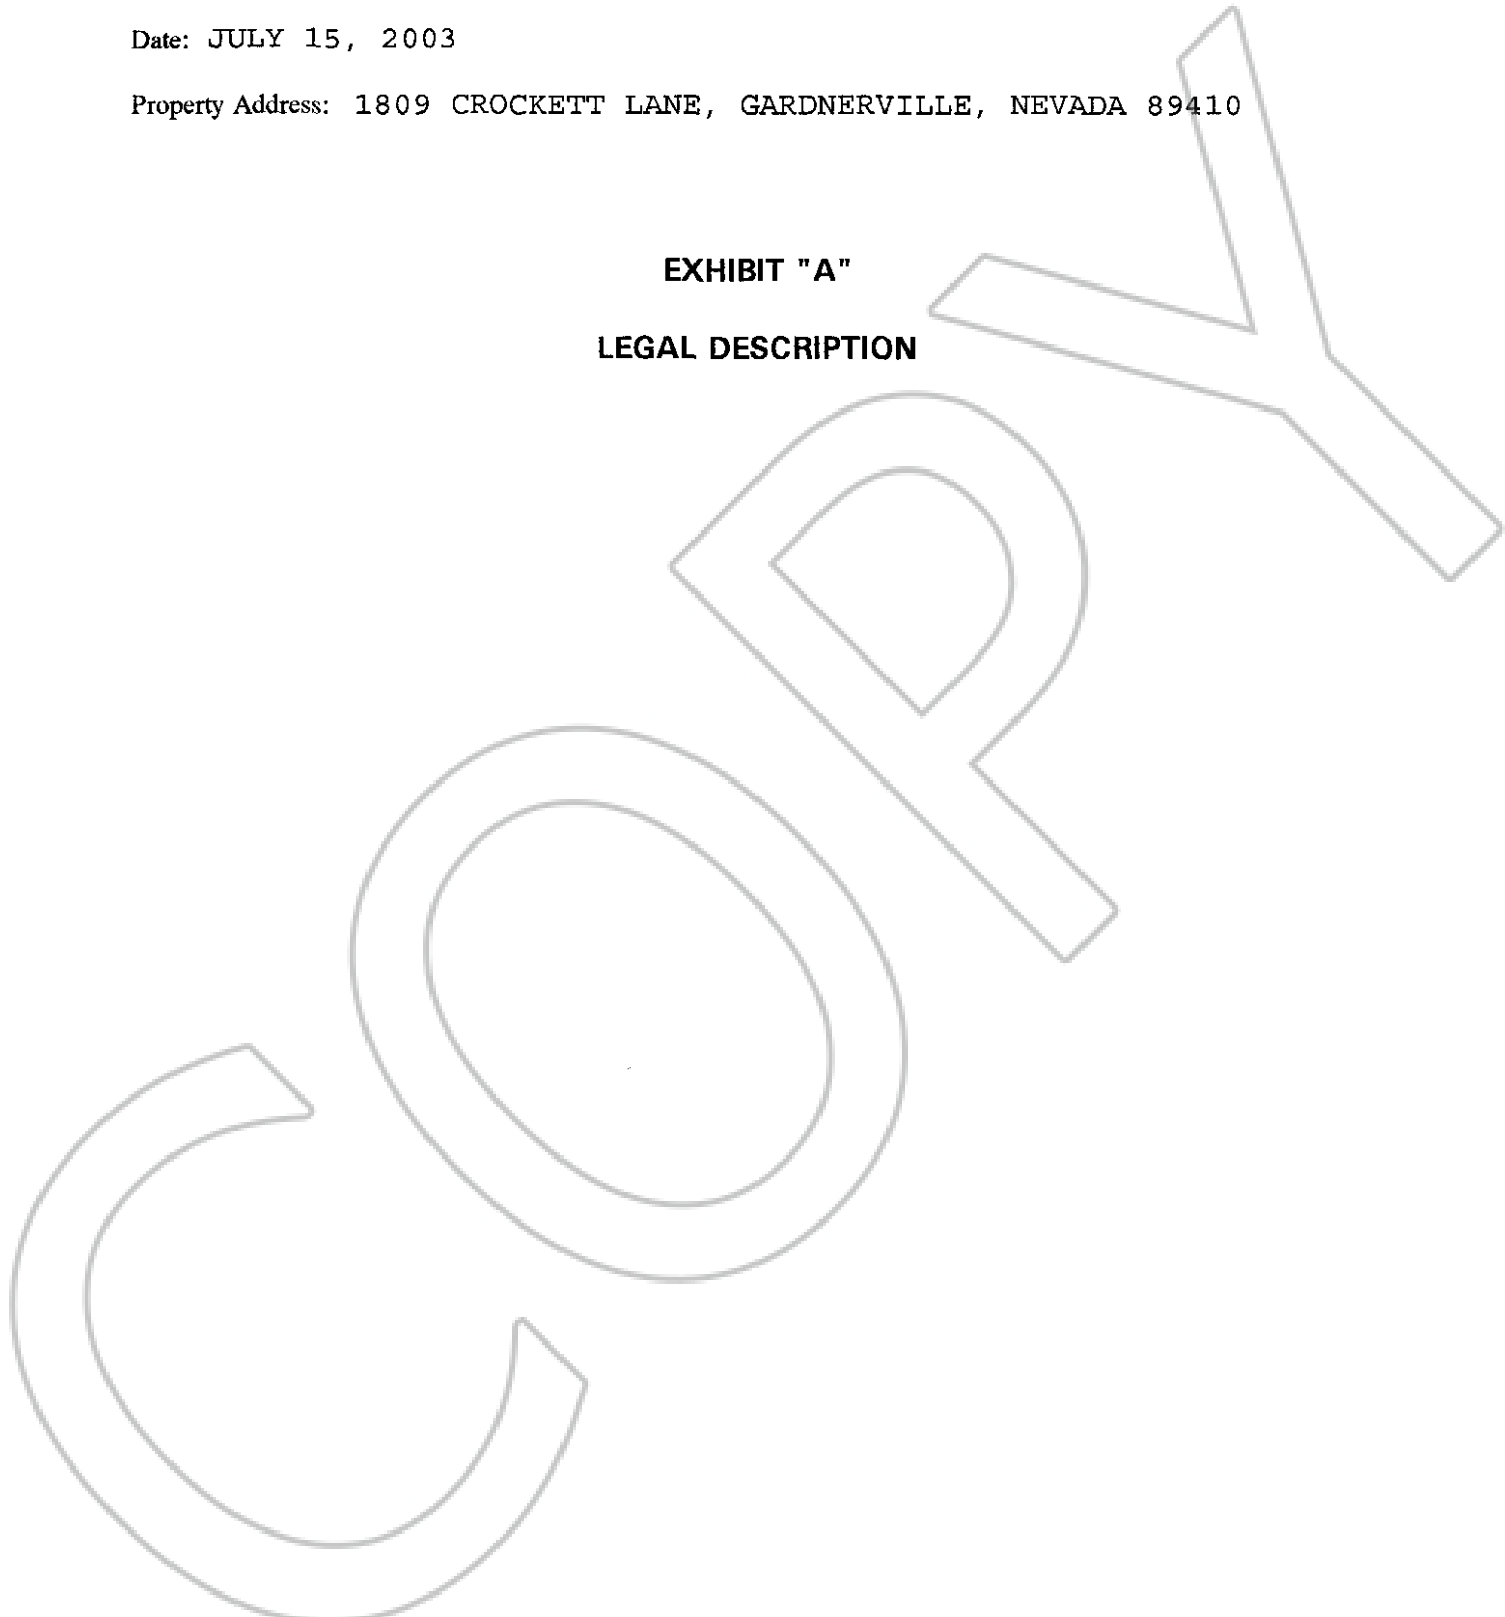 Date: JULY 15, 2003
Property Address: 1809 CROCKETT LANE, GARDNERVILLE, NEVADA 89410
EXHIBIT "A"
LEGAL DESCRIPTION
COPY